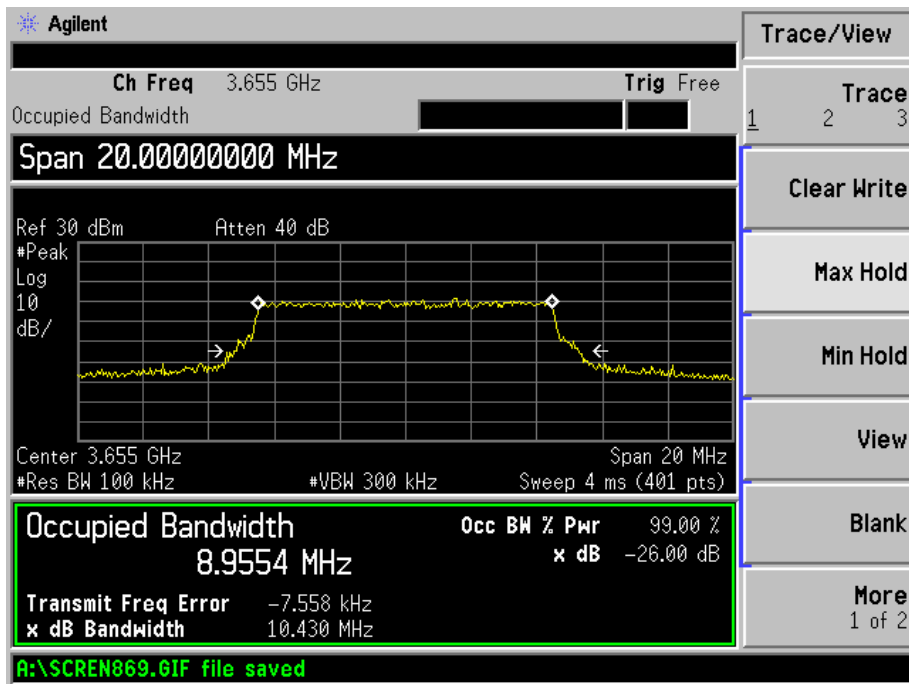 Agilent
Trace/View
Ch Freq 3.655 GHz Trig Free
Occupied Bandwidth
Trace
1 2 3
Span 20.00000000 MHz
Clear Write
Ref 30 dBm Atten 40 dB
#Peak
Log
10
dB/
Max Hold
Min Hold
View
Center 3.655 GHz Span 20 MHz
#Res BW 100 kHz #VBW 300 kHz Sweep 4 ms (401 pts)
Occupied Bandwidth Occ BW % Pwr 99.00 %
8.9554 MHz x dB -26.00 dB
Blank
Transmit Freq Error -7.558 kHz
x dB Bandwidth 10.430 MHz
More
1 of 2
A:\SCREN869.GIF file saved